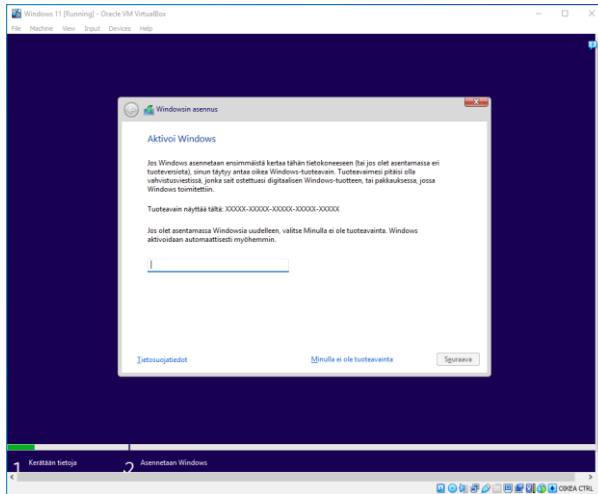 Windows 11 [Running] - Oracle VM VirtualBox
File Machine View Input Devices Help
Windowsin asennus
Aktivoi Windows
Jos Windows asennetaan ensimmäistä kertaa tähän tietokoneeseen (tai jos olet asentamassa eri
tuoteversiota), sinun täytyy antaa oikea Windows-tuoteavain. Tuoteavaimesi pitäisi olla
vahvistusviestissä, jonka sait ostettuasi digitaalisen Windows-tuotteen, tai pakkauksessa, jossa
Windows toimitettiin.
Tuoteavain näyttää tältä: XXXXX-XXXXX-XXXXX-XXXXX-XXXXX
Jos olet asentamassa Windowsia uudelleen, valitse Minulla ei ole tuoteavainta. Windows
aktivoidaan automaattisesti myöhemmin.
Tietosuojatiedot
Minulla ei ole tuoteavainta
Seuraava
1 Kerätään tietoja
2 Asennetaan Windows
OIKEA CTRL